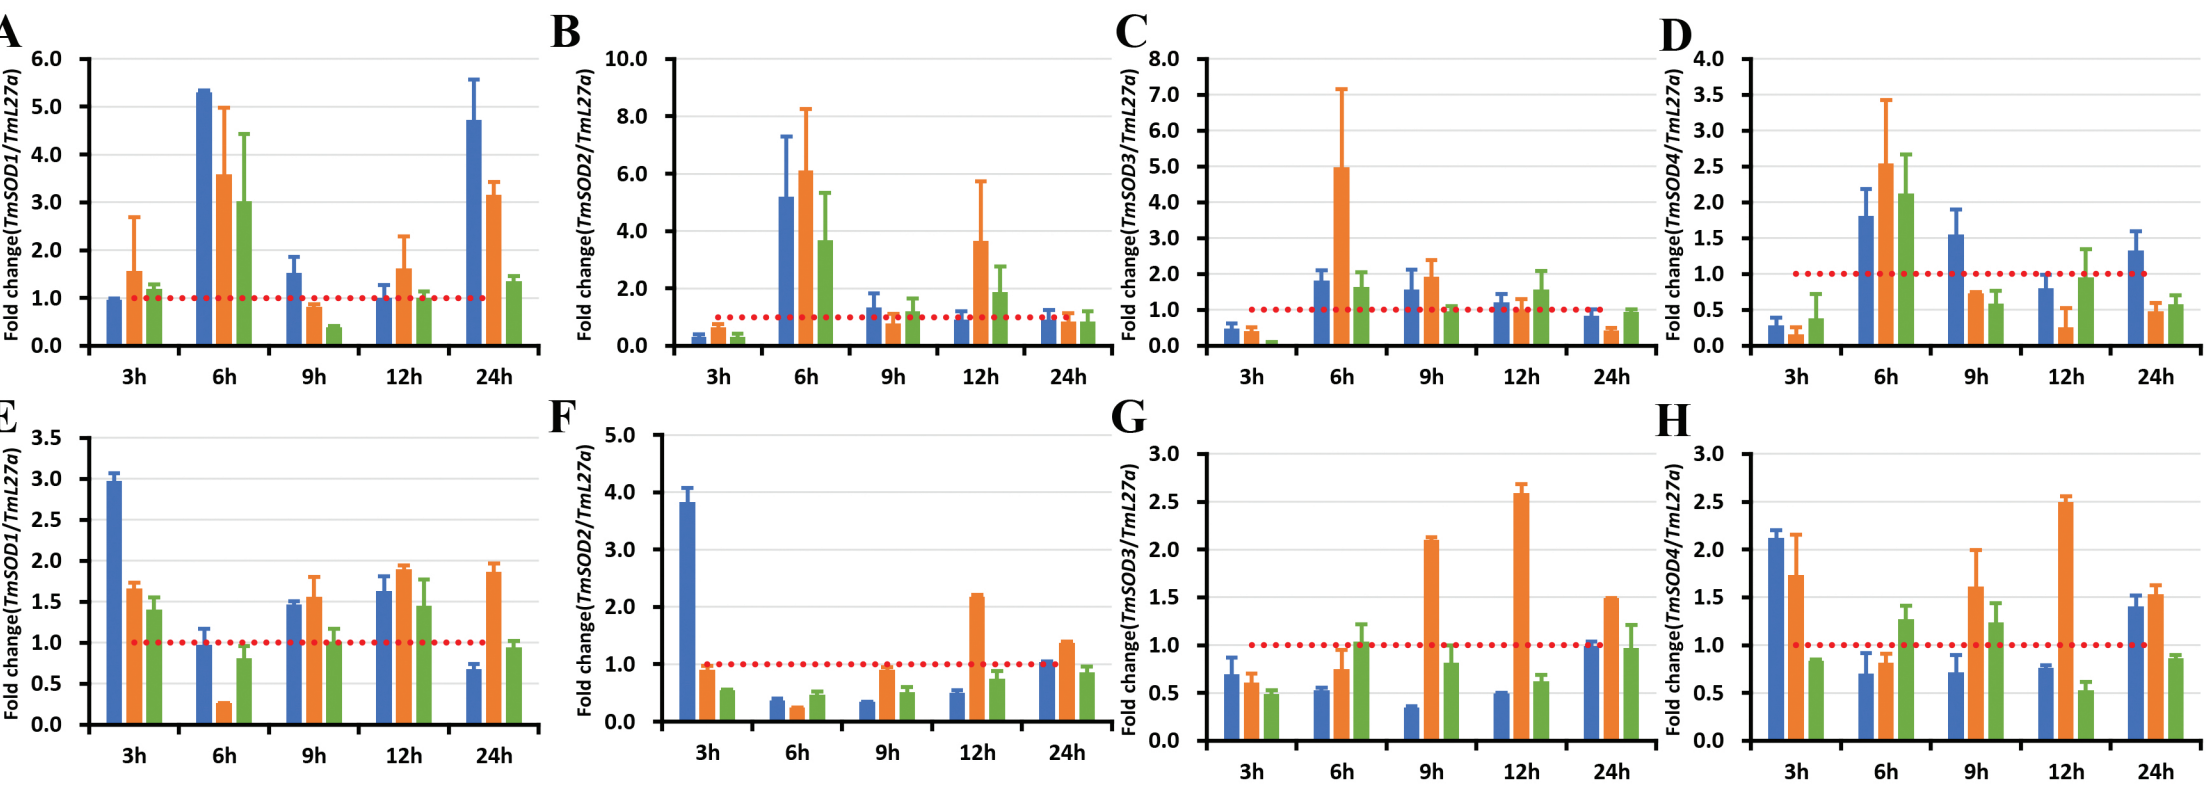 A
B
C
D
Fold change(TmSOD1/TmL27a)
6.0
5.0
4.0
3.0
2.0
1.0
0.0
3h 6h 9h 12h 24h
Fold change(TmSOD2/TmL27a)
10.0
8.0
6.0
4.0
2.0
0.0
3h 6h 9h 12h 24h
Fold change(TmSOD3/TmL27a)
8.0
7.0
6.0
5.0
4.0
3.0
2.0
1.0
0.0
3h 6h 9h 12h 24h
Fold change(TmSOD4/TmL27a)
4.0
3.5
3.0
2.5
2.0
1.5
1.0
0.5
0.0
3h 6h 9h 12h 24h
E
F
G
H
Fold change(TmSOD1/TmL27a)
3.5
3.0
2.5
2.0
1.5
1.0
0.5
0.0
3h 6h 9h 12h 24h
Fold change(TmSOD2/TmL27a)
5.0
4.0
3.0
2.0
1.0
0.0
3h 6h 9h 12h 24h
Fold change(TmSOD3/TmL27a)
3.0
2.5
2.0
1.5
1.0
0.5
0.0
3h 6h 9h 12h 24h
Fold change(TmSOD4/TmL27a)
3.0
2.5
2.0
1.5
1.0
0.5
0.0
3h 6h 9h 12h 24h